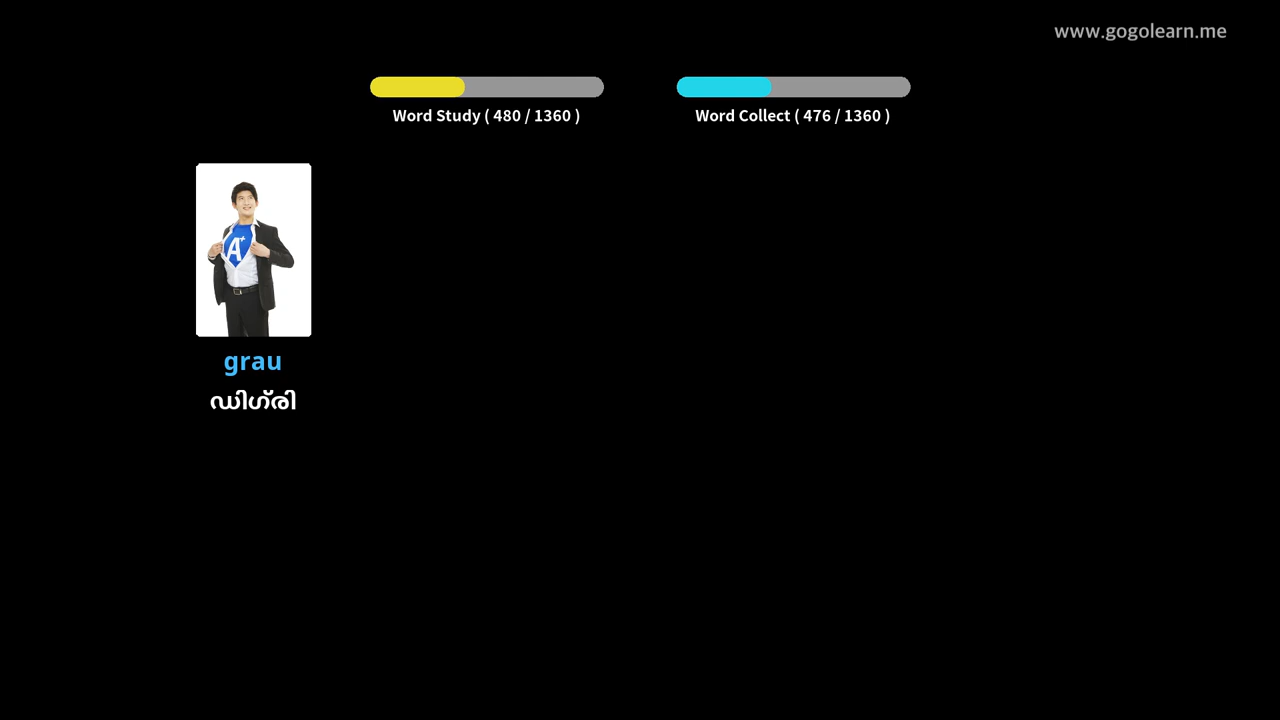 www.gogolearn.me
Word Study ( 480 / 1360 )
Word Collect ( 476 / 1360 )
A+
grau
ഡിഗ്രി